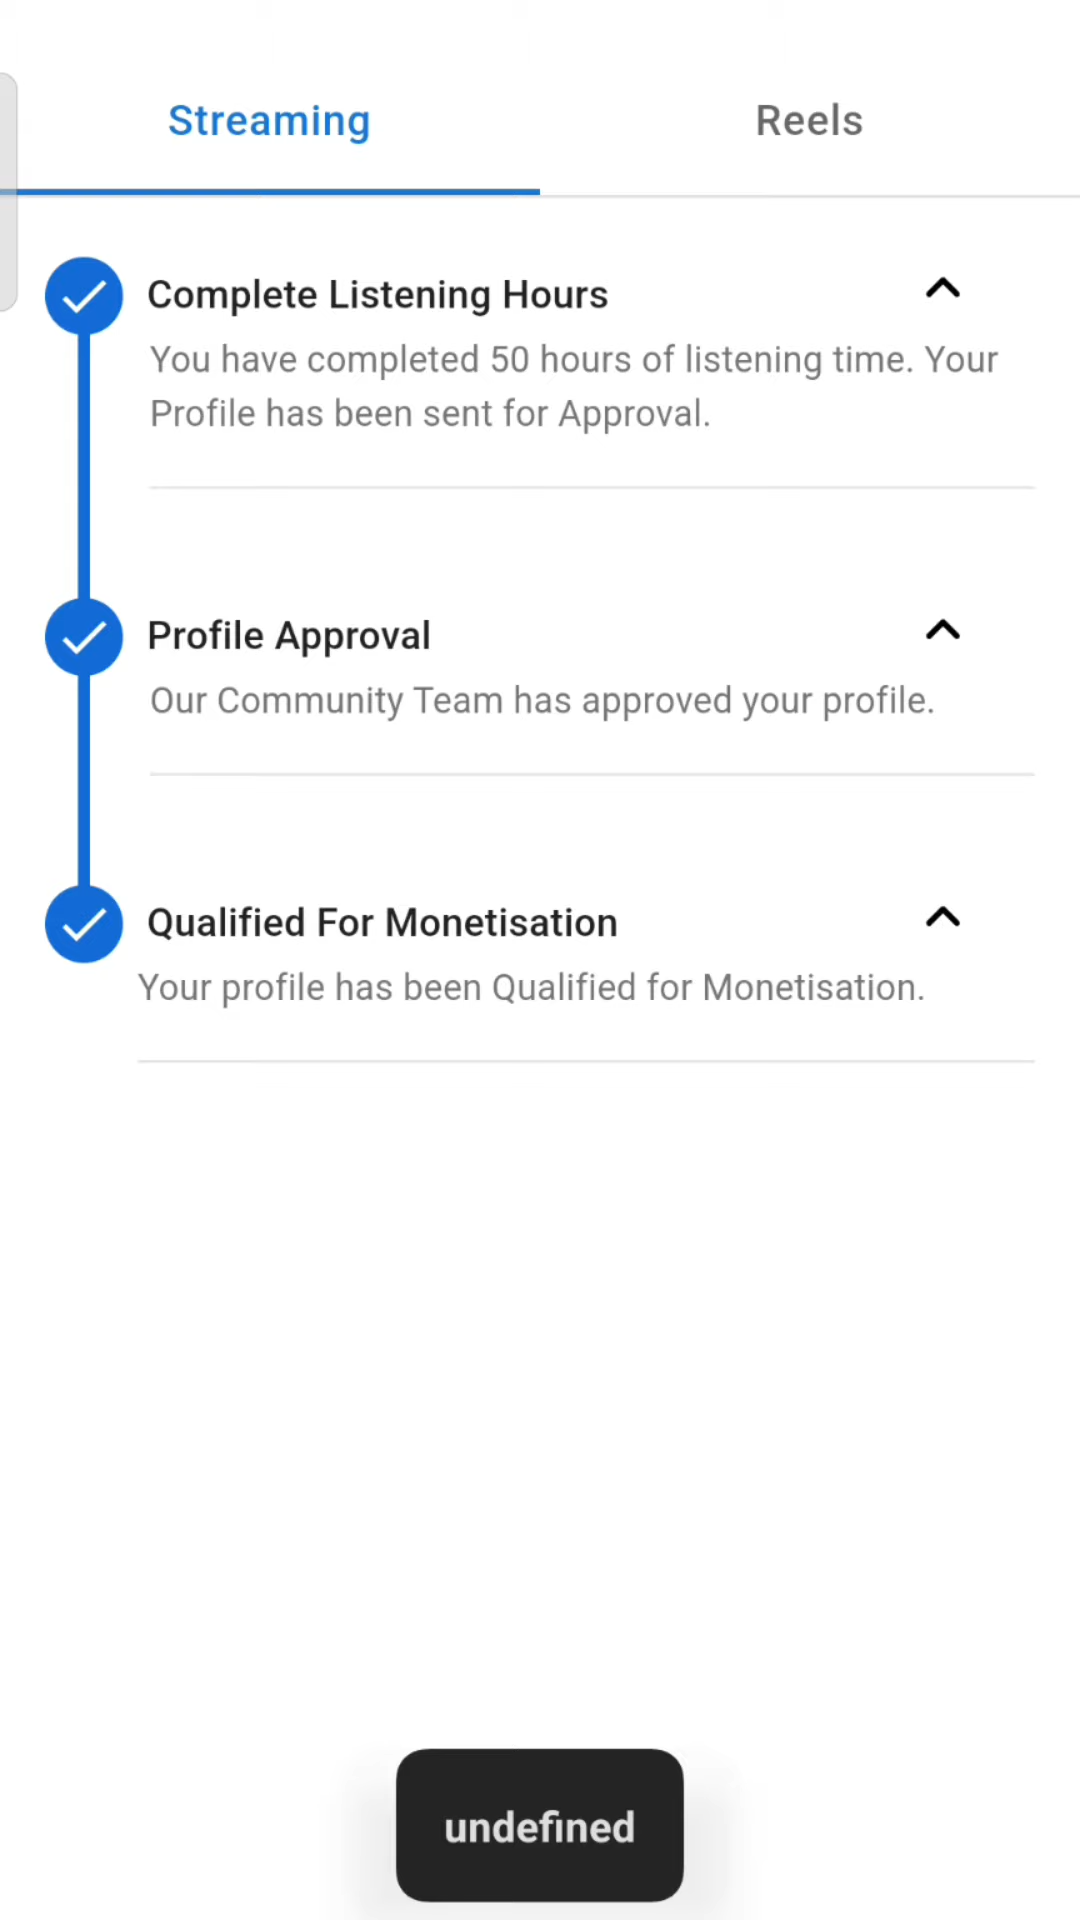 Streaming
Reels
Complete Listening Hours
You have completed 50 hours of listening time. Your
Profile has been sent for Approval.
Profile Approval
Our Community Team has approved your profile.
Qualified For Monetisation
Your profile has been Qualified for Monetisation.
undefined